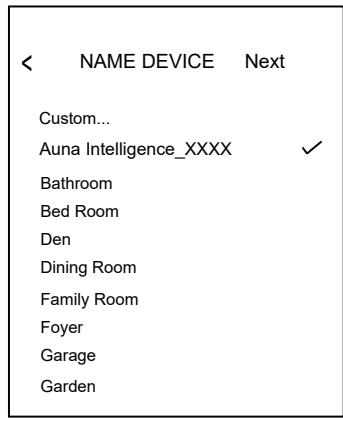 < NAME DEVICE Next
Custom...
Auna Intelligence_XXXX
Bathroom
Bed Room
Den
Dining Room
Family Room
Foyer
Garage
Garden